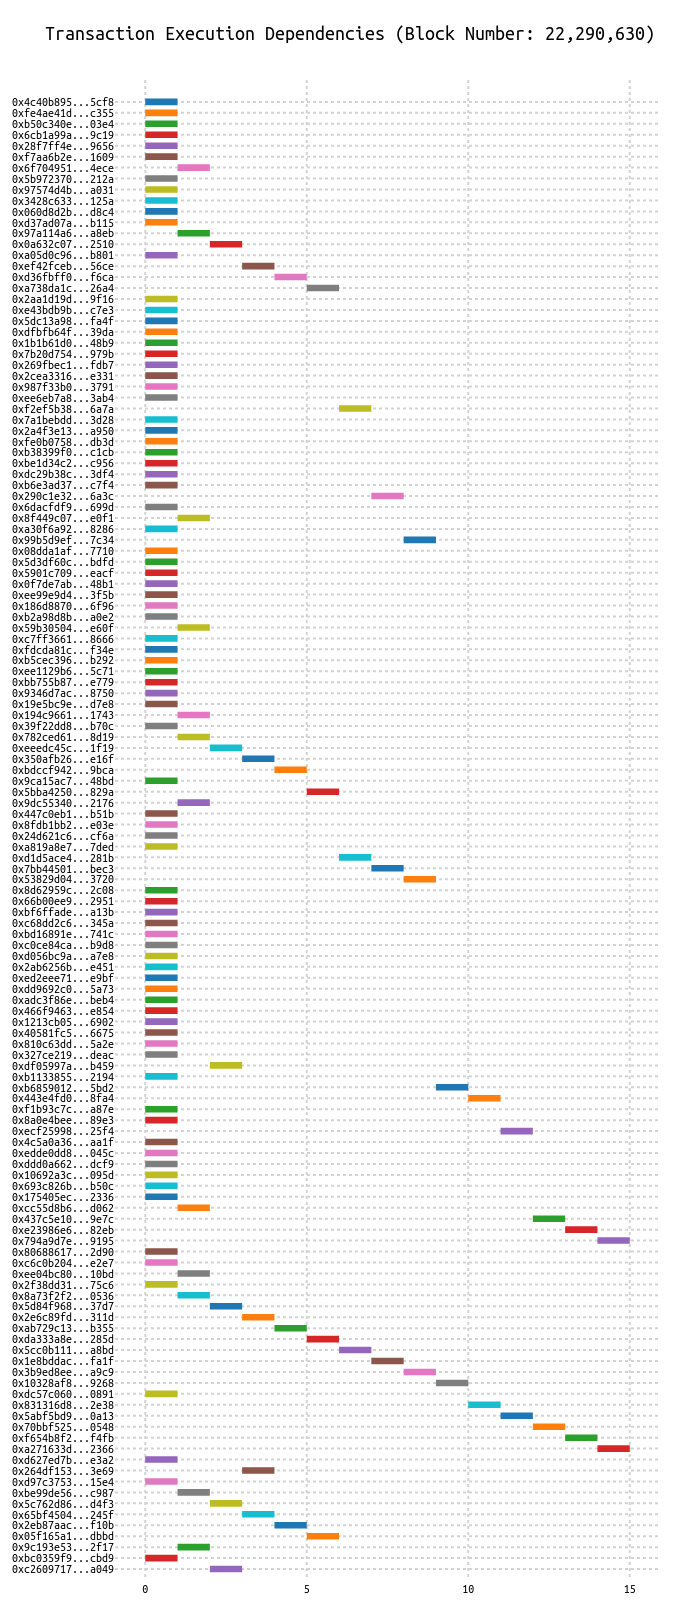 Transaction Execution Dependencies (Block Number: 22,290,630)
0x4c40b895...5cf8
0xfe4ae41d...c355
0xb50c340e...03e4
0x6cb1a99a...9c19
0x28f7ff4e...9656
0xf7aa6b2e...1609
0x6f704951...4ece
0x5b972370...212a
0x97574d4b...a031
0x3428c633...125a
0x060d8d2b...d8c4
0xd37ad07a...b115
0x97a114a6...a8eb
0x0a632c07...2510
0xa05d0c96...b801
0xef42fceb...56ce
0xd36fbff0...f6ca
0xa738da1c...26a4
0x2aa1d19d...9f16
0xe43bdb9b...c7e3
0x5dc13a98...fa4f
0xdfbfb64f...39da
0x1b1b61d0...48b9
0x7b20d754...979b
0x269fbec1...fdb7
0x2cea3316...e331
0x987f33b0...3791
0xee6eb7a8...3ab4
0xf2ef5b38...6a7a
0x7a1bebdd...3d28
0x2a4f3e13...a950
0xfe0b0758...db3d
0xb38399f0...c1cb
0xbe1d34c2...c956
0xdc29b38c...3df4
0xb6e3ad37...c7f4
0x290c1e32...6a3c
0x6dacfdf9...699d
0x8f449c07...e0f1
0xa30f6a92...8286
0x99b5d9ef...7c34
0x08dda1af...7710
0x5d3df60c...bdfd
0x5901c709...eacf
0x0f7de7ab...48b1
0xee99e9d4...3f5b
0x186d8870...6f96
0xb2a98d8b...a0e2
0x59b30504...e60f
0xc7ff3661...8666
0xfdcda81c...f34e
0xb5cec396...b292
0xee1129b6...5c71
0xbb755b87...e779
0x9346d7ac...8750
0x19e5bc9e...d7e8
0x194c9661...1743
0x39f22dd8...b70c
0x782ced61...8d19
0xeeedc45c...1f19
0x350afb26...e16f
0xbdccf942...9bca
0x9ca15ac7...48bd
0x5bba4250...829a
0x9dc55340...2176
0x447c0eb1...b51b
0x8fdb1bb2...e03e
0x24d621c6...cf6a
0xa819a8e7...7ded
0xd1d5ace4...281b
0x7bb44501...bec3
0x53829d04...3720
0x8d62959c...2c08
0x66b00ee9...2951
0xbf6ffade...a13b
0xc68dd2c6...345a
0xbd16891e...741c
0xc0ce84ca...b9d8
0xd056bc9a...a7e8
0x2ab6256b...e451
0xed2eee71...e9bf
0xdd9692c0...5a73
0xadc3f86e...beb4
0x466f9463...e854
0x1213cb05...6902
0x40581fc5...6675
0x810c63dd...5a2e
0x327ce219...deac
0xdf05997a...b459
0xb1133855...2194
0xb6859012...5bd2
0x443e4fd0...8fa4
0xf1b93c7c...a87e
0x8a0e4bee...89e3
0xecf25998...25f4
0x4c5a0a36...aa1f
0xedde0dd8...045c
0xddd0a662...dcf9
0x10692a3c...095d
0x693c826b...b50c
0x175405ec...2336
0xcc55d8b6...d062
0x437c5e10...9e7c
0xe23986e6...82eb
0x794a9d7e...9195
0x80688617...2d90
0xc6c0b204...e2e7
0xee04bc80...10bd
0x2f38dd31...75c6
0x8a73f2f2...0536
0x5d84f968...37d7
0x2e6c89fd...311d
0xab729c13...b355
0xda333a8e...285d
0x5cc0b111...a8bd
0x1e8bddac...fa1f
0x3b9ed8ee...a9c9
0x10328af8...9268
0xdc57c060...0891
0x831316d8...2e38
0x5abf5bd9...0a13
0x70bbf525...0548
0xf654b8f2...f4fb
0xa271633d...2366
0xd627ed7b...e3a2
0x264df153...3e69
0xd97c3753...15e4
0xbe99de56...c987
0x5c762d86...d4f3
0x65bf4504...245f
0x2eb87aac...f10b
0x05f165a1...dbbd
0x9c193e53...2f17
0xbc0359f9...cbd9
0xc2609717...a049
0 5 10 15